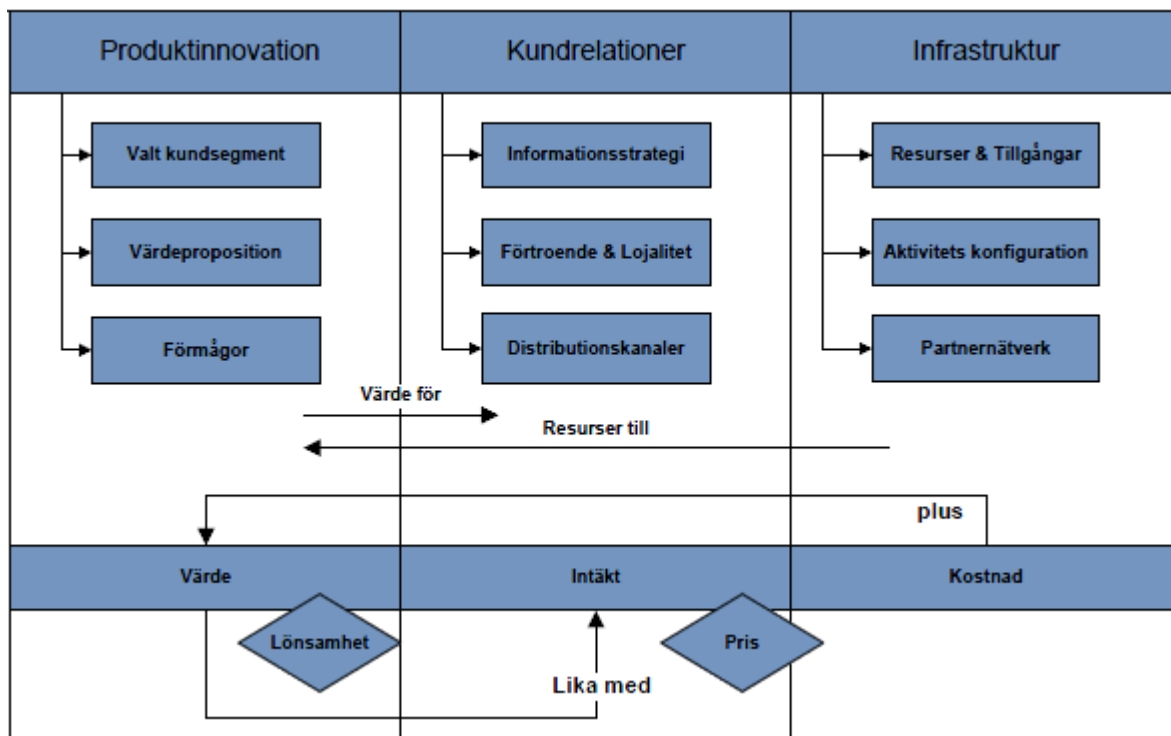 Produktinnovation
Kundrelationer
Infrastruktur
Valt kundsegment
Informationsstrategi
Resurser & Tillgångar
Värdeproposition
Förtroende & Lojalitet
Aktivitets konfiguration
Förmågor
Distributionskanaler
Partnernätverk
Värde för
Resurser till
plus
Värde
Intäkt
Kostnad
Lönsamhet
Pris
Lika med